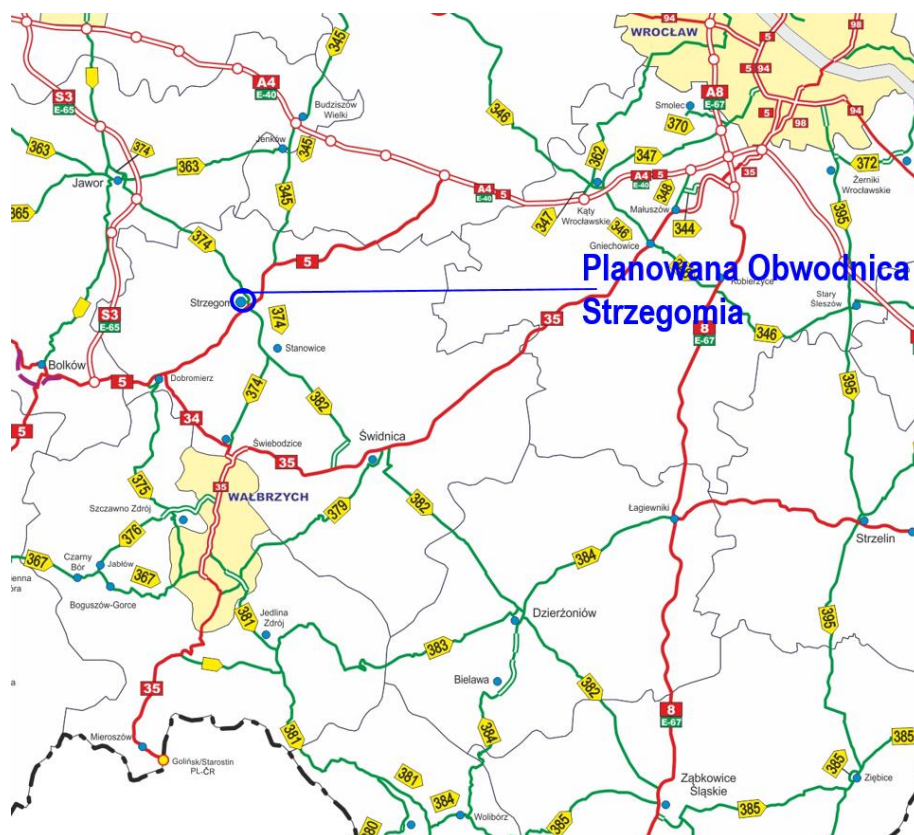 94
WROCŁAW
5
98
345
346
5
94
S3
E-65
A4
E-40
A8
E-67
5
94
Smolec
370
5
94
98
Budziszów
Wielki
363
374
363
Jenków
345
362
347
35
372
Żerniki
Wrocławskie
Jawor
365
345
A4
E-40
5
A4
E-40
5
348
Małuszów
347
Kąty
Wrocławskie
346
344
395
374
Gniechowice
5
Planowana Obwodnica
Strzegomia
Kobierzyce
Strzegom
S3
E-65
374
35
8
E-67
346
Stary
Śleszów
Stanowice
Bolków
5
Dobromierz
374
382
395
5
34
Świebodzice
Świdnica
35
35
WAŁBRZYCH
375
379
382
Szczawno Zdrój
Łagiewniki
Strzelin
376
367
Czarny
Bór
Jabłów
367
384
Boguszów-Gorce
381
Jedlina
Zdrój
Dzierżoniów
395
383
Bielawa
382
35
8
E-67
381
384
385
Mieroszów
Golińsk/Starostin
PL-ČR
381
384
Ząbkowice
Śląskie
385
Ziębice
380
Wolibórz
385
385